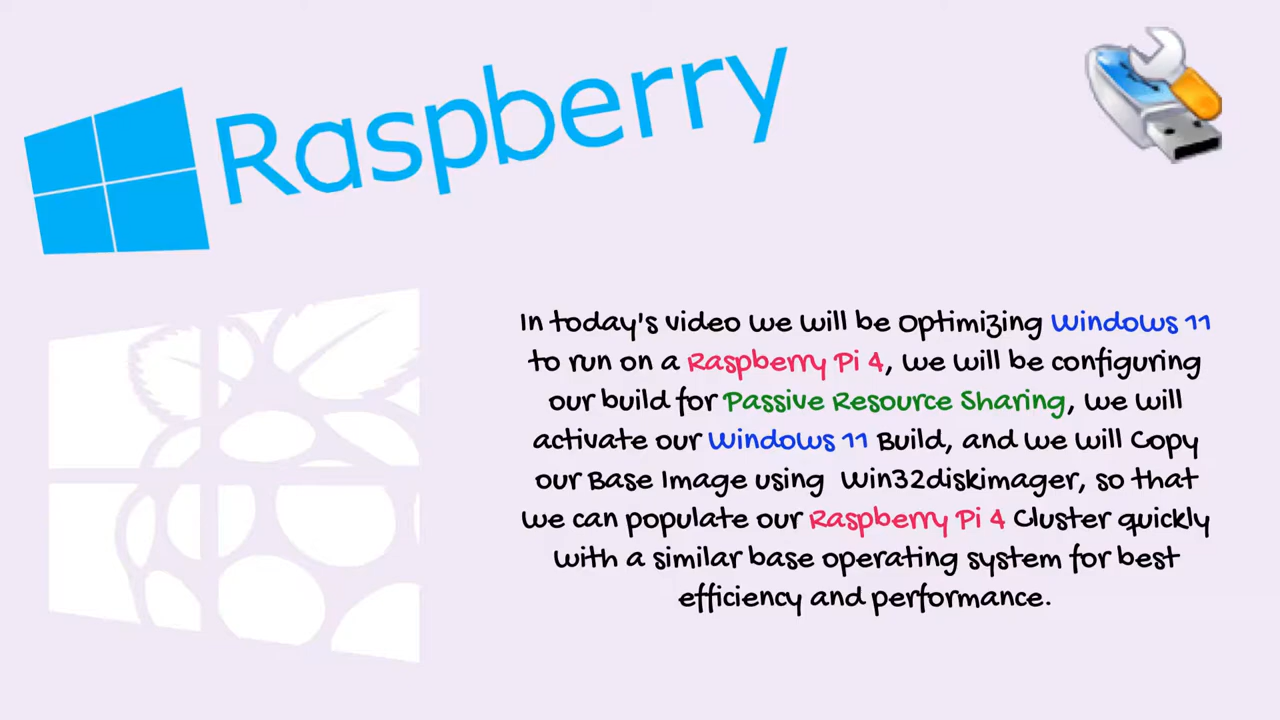 Raspberry
In today's video we will be Optimizing Windows 11
to run on a Raspberry Pi 4, we will be configuring
our build for Passive Resource Sharing, we will
activate our Windows 11 Build, and we will Copy
our Base Image using Win32diskimager, so that
we can populate our Raspberry Pi 4 Cluster quickly
with a similar base operating system for best
efficiency and performance.